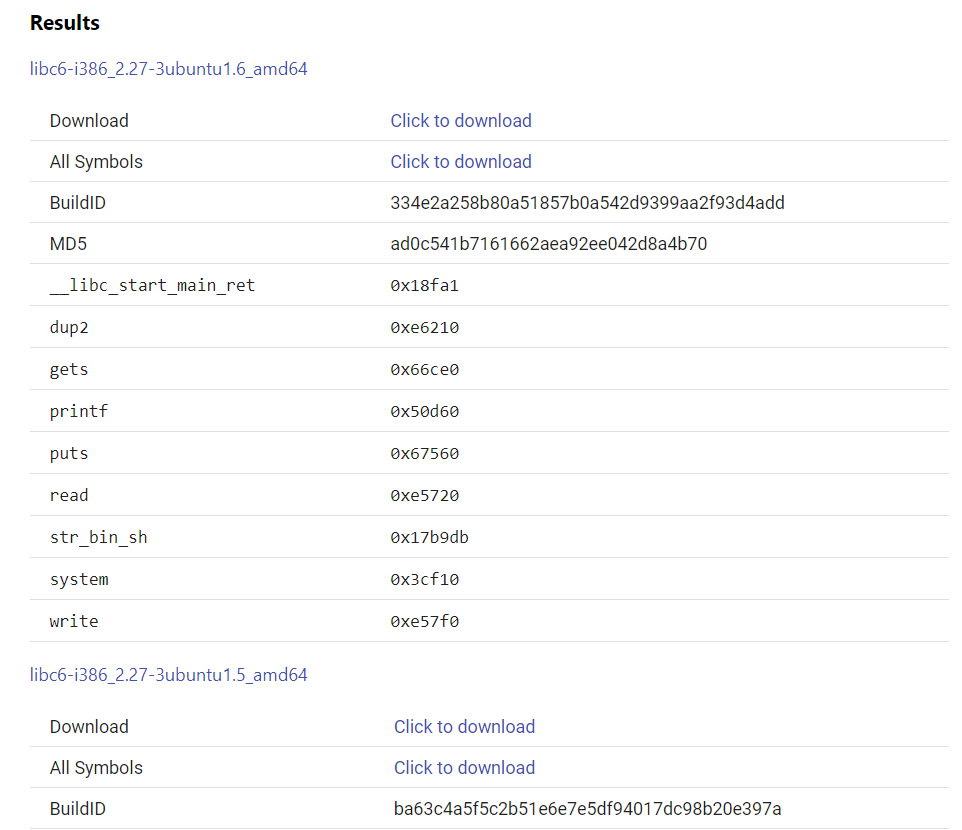 Results
libc6-i386_2.27-3ubuntu1.6_amd64
Download Click to download
All Symbols Click to download
BuildID 334e2a258b80a51857b0a542d9399aa2f93d4add
MD5 ad0c541b7161662aea92ee042d8a4b70
__libc_start_main_ret 0x18fa1
dup2 0xe6210
gets 0x66ce0
printf 0x50d60
puts 0x67560
read 0xe5720
str_bin_sh 0x17b9db
system 0x3cf10
write 0xe57f0
libc6-i386_2.27-3ubuntu1.5_amd64
Download Click to download
All Symbols Click to download
BuildID ba63c4a5f5c2b51e6e7e5df94017dc98b20e397a